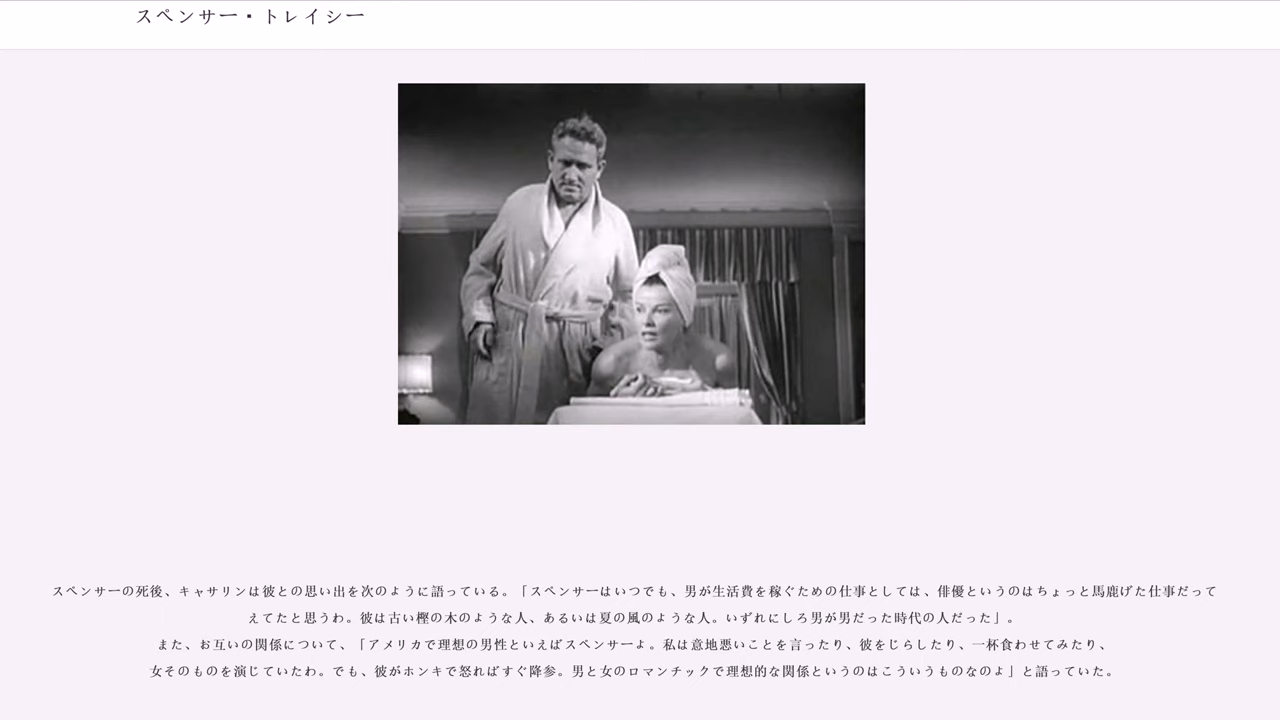 スペンサー・トレイシー
スペンサーの死後、キャサリンは彼との思い出を次のように語っている。「スペンサーはいつでも、男が生活費を稼ぐための仕事としては、俳優というのはちょっと馬鹿げた仕事だって
えてたと思うわ。彼は古い樫の木のような人、あるいは夏の風のような人。いずれにしろ男が男だった時代の人だった」。
また、お互いの関係について、「アメリカで理想の男性といえばスペンサーよ。私は意地悪いことを言ったり、彼をじらしたり、一杯食わせてみたり、
女そのものを演じていたわ。でも、彼がホンキで怒ればすぐ降参。男と女のロマンチックで理想的な関係というのはこういうものなのよ」と語っていた。